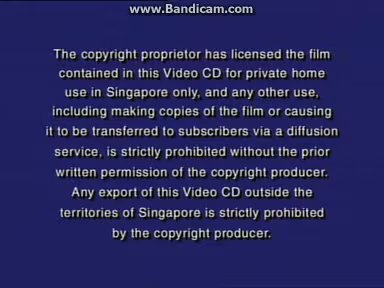 www.Bandicam.com
The copyright proprietor has licensed the film
contained in this Video CD for private home
use in Singapore only, and any other use,
including making copies of the film or causing
it to be transferred to subscribers via a diffusion
service, is strictly prohibited without the prior
written permission of the copyright producer.
Any export of this Video CD outside the
territories of Singapore is strictly prohibited
by the copyright producer.